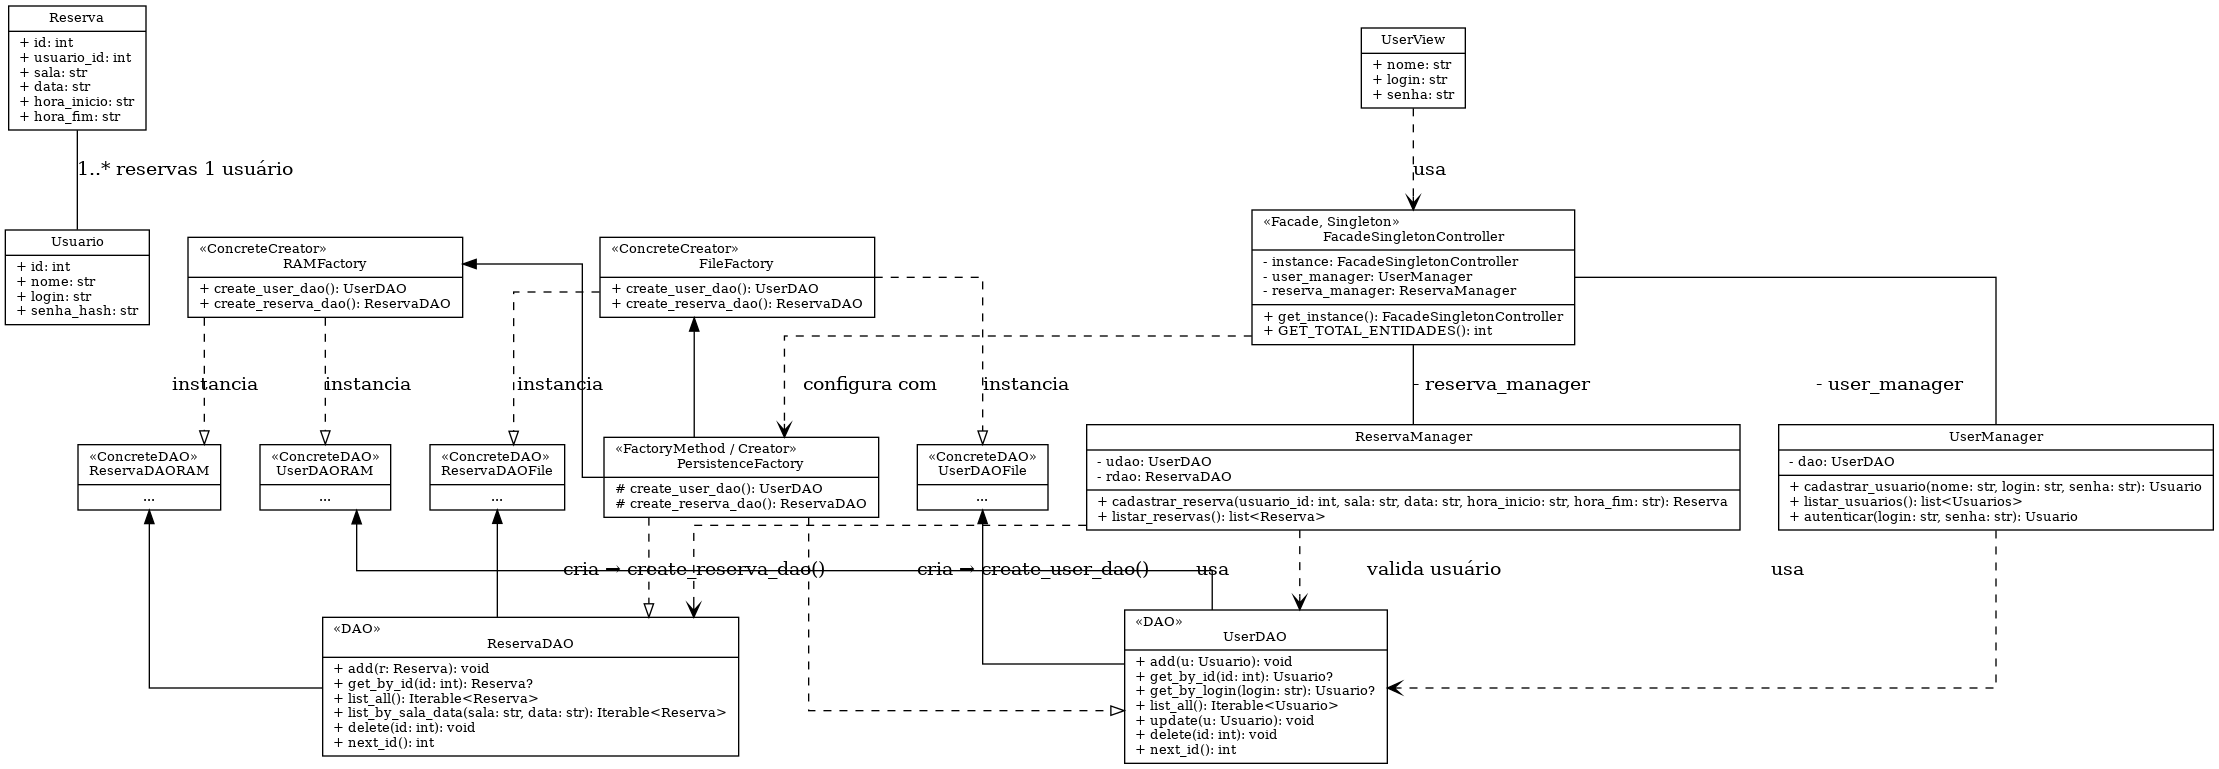 Reserva
+ id: int
+ usuario_id: int
+ sala: str
+ data: str
+ hora_inicio: str
+ hora_fim: str
UserView
+ nome: str
+ login: str
+ senha: str
1..* reservas 1 usuário
usa
Usuario
+ id: int
+ nome: str
+ login: str
+ senha_hash: str
«ConcreteCreator»
RAMFactory
+ create_user_dao(): UserDAO
+ create_reserva_dao(): ReservaDAO
«ConcreteCreator»
FileFactory
+ create_user_dao(): UserDAO
+ create_reserva_dao(): ReservaDAO
«Facade, Singleton»
FacadeSingletonController
- instance: FacadeSingletonController
- user_manager: UserManager
- reserva_manager: ReservaManager
+ get_instance(): FacadeSingletonController
+ GET_TOTAL_ENTIDADES(): int
instancia
instancia
instancia
configura com
instancia
- reserva_manager
- user_manager
«ConcreteDAO»
ReservaDAORAM
...
«ConcreteDAO»
UserDAORAM
...
«ConcreteDAO»
ReservaDAOFile
...
«FactoryMethod / Creator»
PersistenceFactory
# create_user_dao(): UserDAO
# create_reserva_dao(): ReservaDAO
«ConcreteDAO»
UserDAOFile
...
ReservaManager
- udao: UserDAO
- rdao: ReservaDAO
+ cadastrar_reserva(usuario_id: int, sala: str, data: str, hora_inicio: str, hora_fim: str): Reserva
+ listar_reservas(): list<Reserva>
UserManager
- dao: UserDAO
+ cadastrar_usuario(nome: str, login: str, senha: str): Usuario
+ listar_usuarios(): list<Usuarios>
+ autenticar(login: str, senha: str): Usuario
cria → create_reserva_dao()
cria → create_user_dao()
usa
valida usuário
usa
«DAO»
ReservaDAO
+ add(r: Reserva): void
+ get_by_id(id: int): Reserva?
+ list_all(): Iterable<Reserva>
+ list_by_sala_data(sala: str, data: str): Iterable<Reserva>
+ delete(id: int): void
+ next_id(): int
«DAO»
UserDAO
+ add(u: Usuario): void
+ get_by_id(id: int): Usuario?
+ get_by_login(login: str): Usuario?
+ list_all(): Iterable<Usuario>
+ update(u: Usuario): void
+ delete(id: int): void
+ next_id(): int